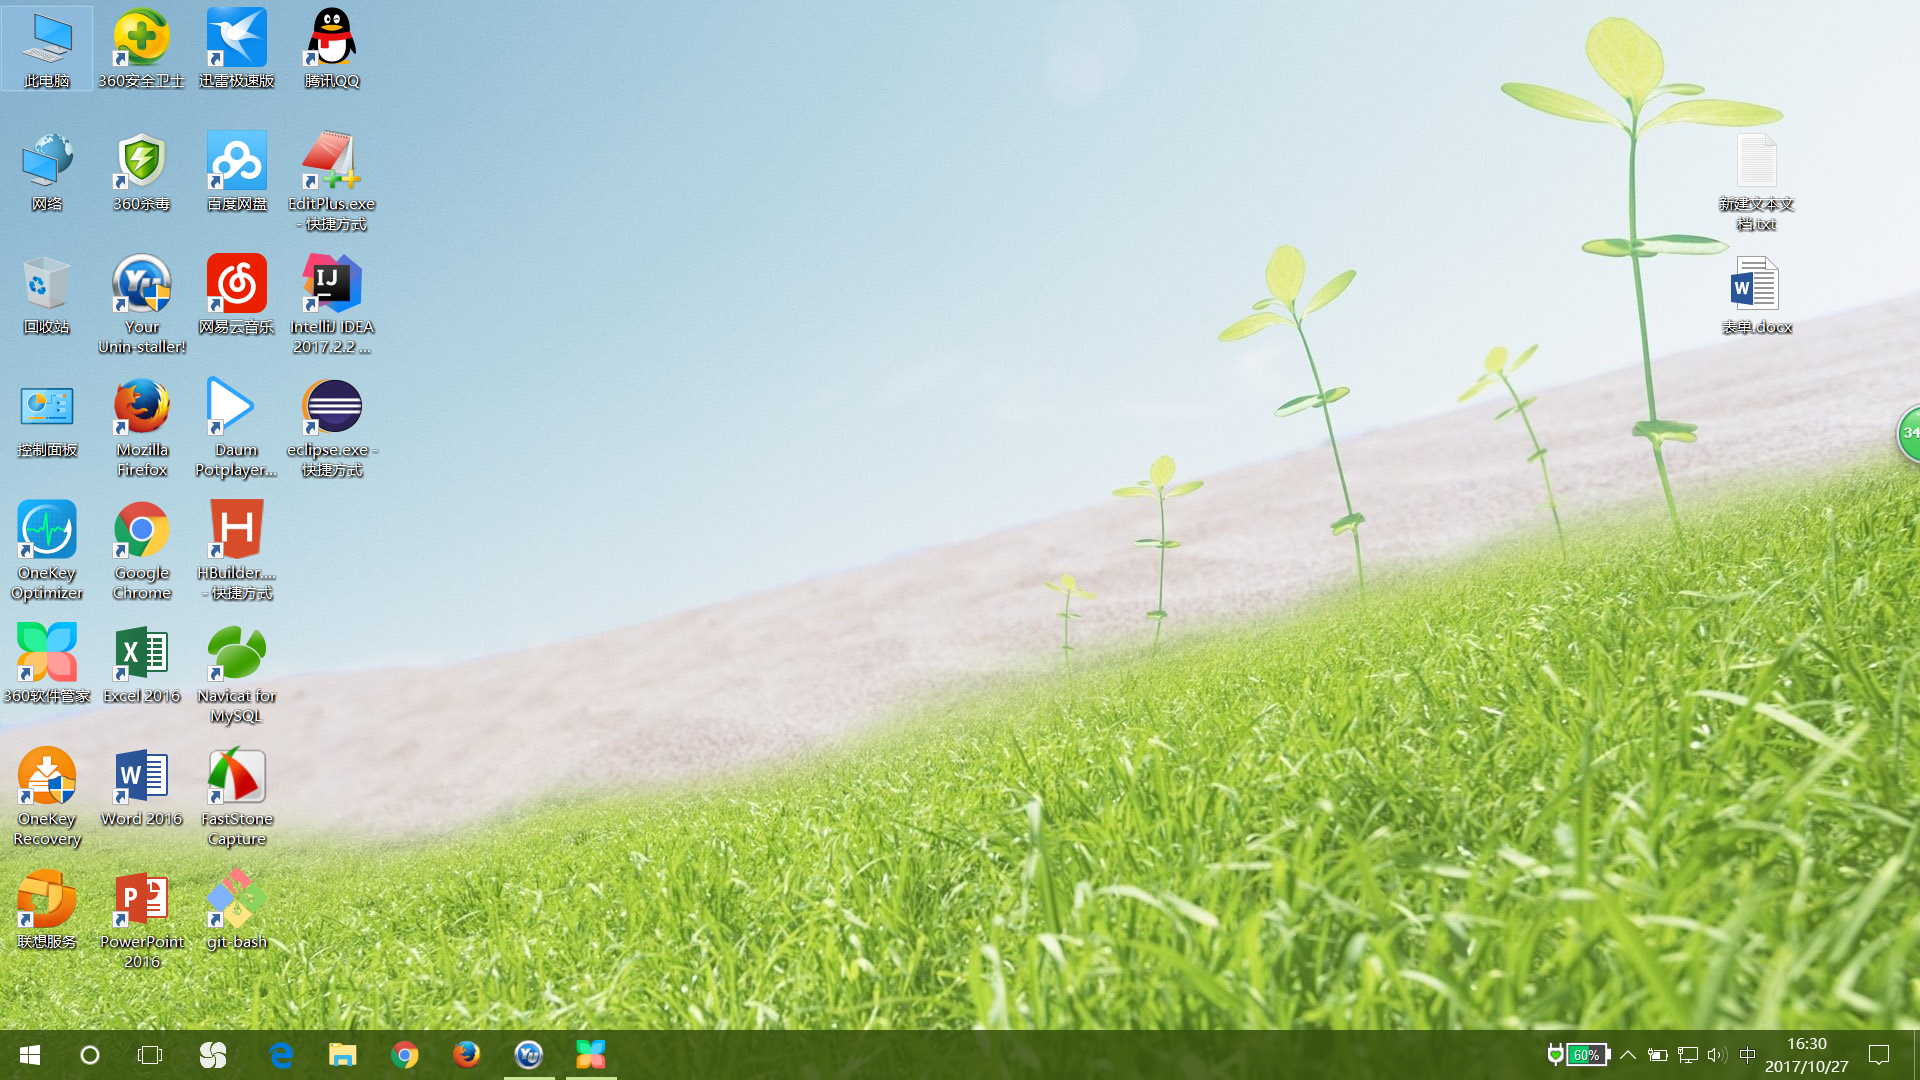 此电脑
360安全卫士
迅雷极速版
腾讯QQ
网络
360杀毒
百度网盘
EditPlus.exe
- 快捷方式
新建文本文
档.txt
回收站
Your
Unin-staller!
网易云音乐
IntelliJ IDEA
2017.2.2 ...
表单.docx
控制面板
Mozilla
Firefox
Daum
Potplayer...
eclipse.exe -
快捷方式
34
OneKey
Optimizer
Google
Chrome
HBuilder....
- 快捷方式
360软件管家
Excel 2016
Navicat for
MySQL
OneKey
Recovery
Word 2016
FastStone
Capture
联想服务
PowerPoint
2016
git-bash
60%
中
16:30
2017/10/27